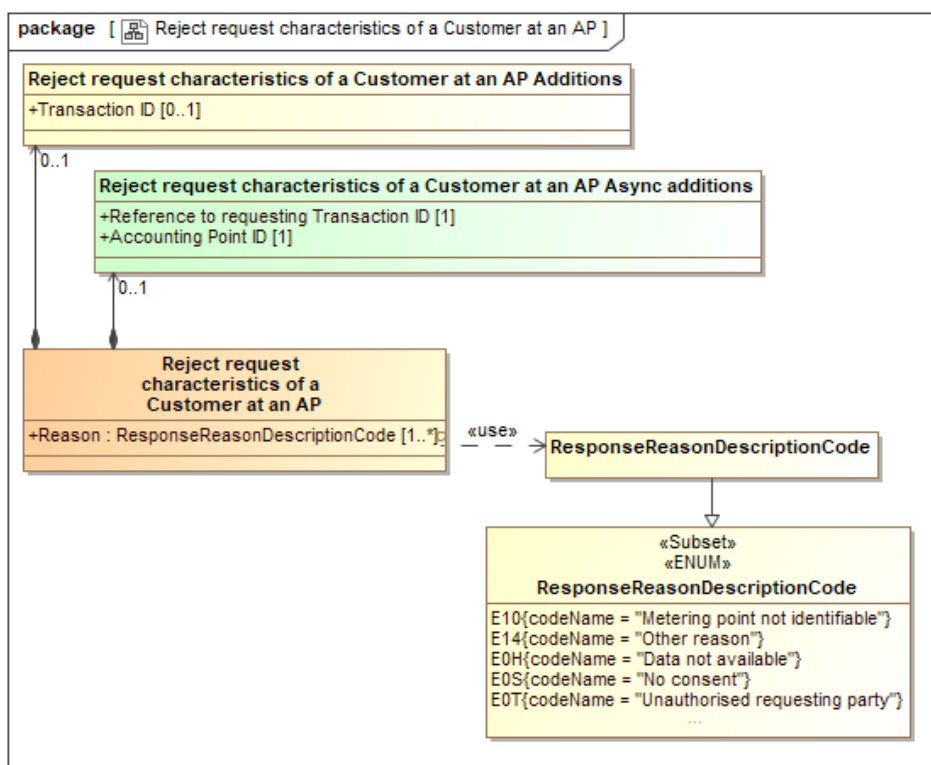 package [ Reject request characteristics of a Customer at an AP ]
Reject request characteristics of a Customer at an AP Additions
+Transaction ID [0..1]
0..1
Reject request characteristics of a Customer at an AP Async additions
+Reference to requesting Transaction ID [1]
+Accounting Point ID [1]
0..1
Reject request
characteristics of a
Customer at an AP
+Reason : ResponseReasonDescriptionCode [1..*]
«use»
ResponseReasonDescriptionCode
«Subset»
«ENUM»
ResponseReasonDescriptionCode
E10{codeName = "Metering point not identifiable"}
E14{codeName = "Other reason"}
E0H{codeName = "Data not available"}
E0S{codeName = "No consent"}
E0T{codeName = "Unauthorised requesting party"}
...